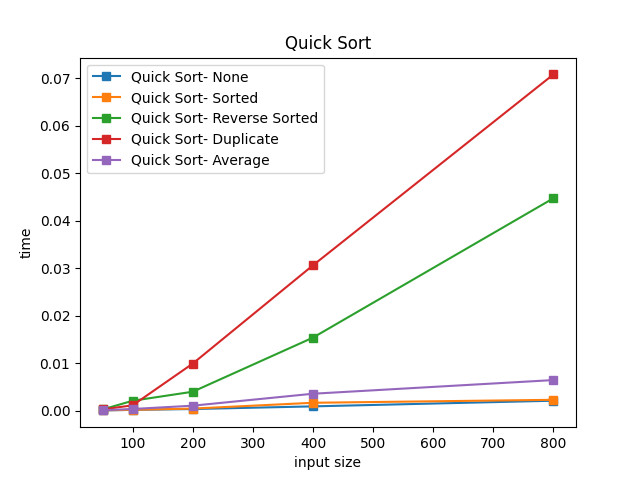 Quick Sort
Quick Sort- None
Quick Sort- Sorted
Quick Sort- Reverse Sorted
Quick Sort- Duplicate
Quick Sort- Average
0.07
0.06
0.05
0.04
0.03
0.02
0.01
0.00
time
100 200 300 400 500 600 700 800
input size